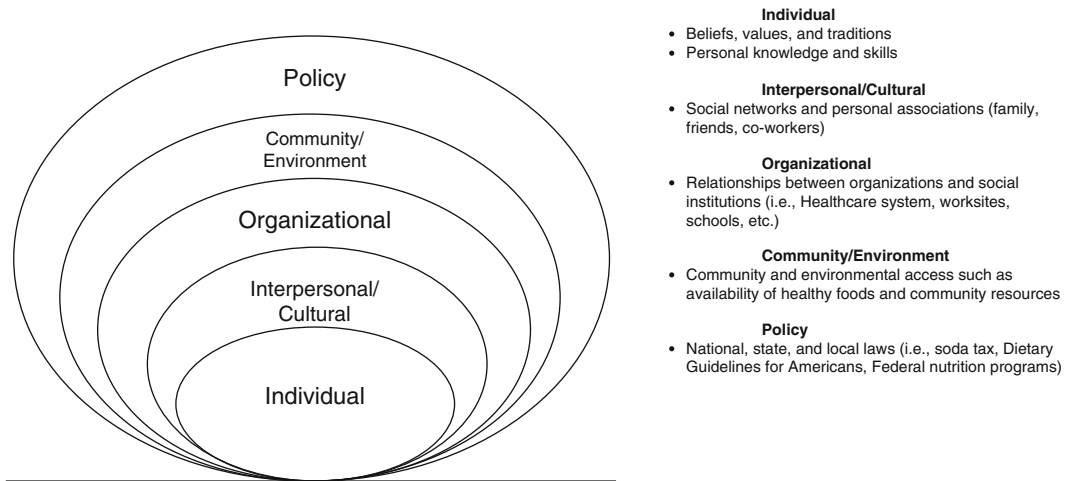 Policy
Community/
Environment
Organizational
Interpersonal/
Cultural
Individual
Individual
• Beliefs, values, and traditions
• Personal knowledge and skills
Interpersonal/Cultural
• Social networks and personal associations (family,
friends, co-workers)
Organizational
• Relationships between organizations and social
institutions (i.e., Healthcare system, worksites,
schools, etc.)
Community/Environment
• Community and environmental access such as
availability of healthy foods and community resources
Policy
• National, state, and local laws (i.e., soda tax, Dietary
Guidelines for Americans, Federal nutrition programs)